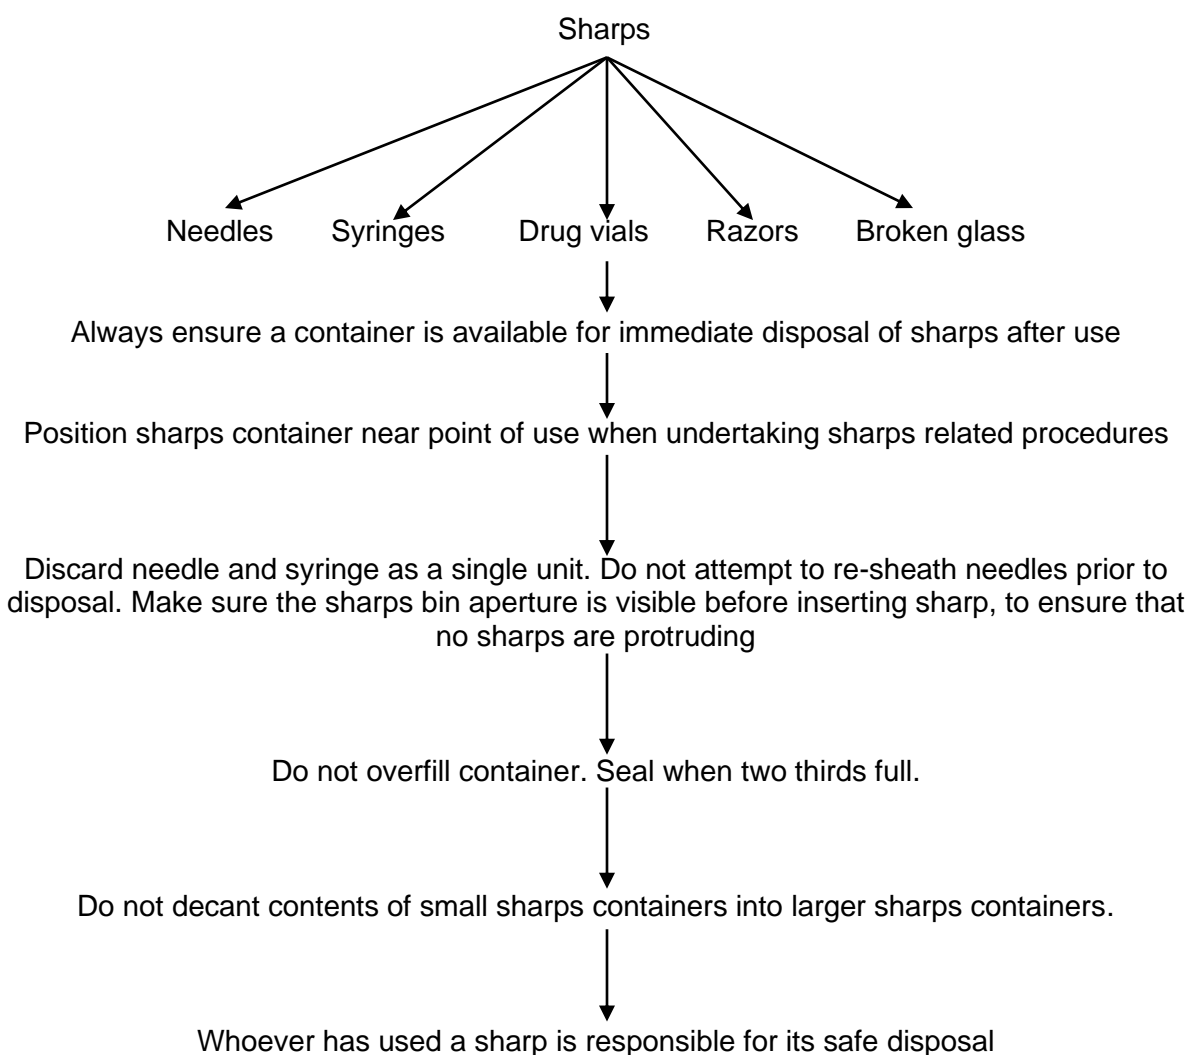 Sharps
Needles Syringes Drug vials Razors Broken glass
Always ensure a container is available for immediate disposal of sharps after use
Position sharps container near point of use when undertaking sharps related procedures
Discard needle and syringe as a single unit. Do not attempt to re-sheath needles prior to
disposal. Make sure the sharps bin aperture is visible before inserting sharp, to ensure that
no sharps are protruding
Do not overfill container. Seal when two thirds full.
Do not decant contents of small sharps containers into larger sharps containers.
Whoever has used a sharp is responsible for its safe disposal